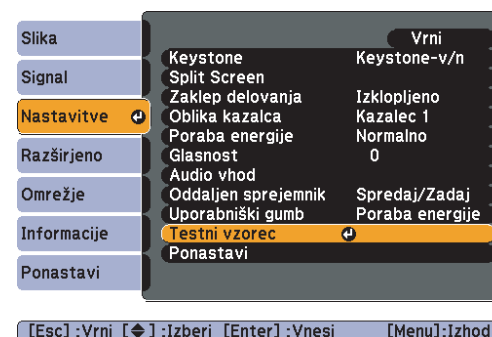 Slika
Signal
Nastavitve
Razširjeno
Omrežje
Informacije
Ponastavi
Vrni
Keystone Keystone-v/n
Split Screen
Zaklep delovanja Izklopljeno
Oblika kazalca Kazalec 1
Poraba energije Normalno
Glasnost 0
Audio vhod
Oddaljen sprejemnik Spredaj/Zadaj
Uporabniški gumb Poraba energije
Testni vzorec
Ponastavi
[Esc] :Vrni [◆] :Izberi [Enter] :Vnesi [Menu]:Izhod